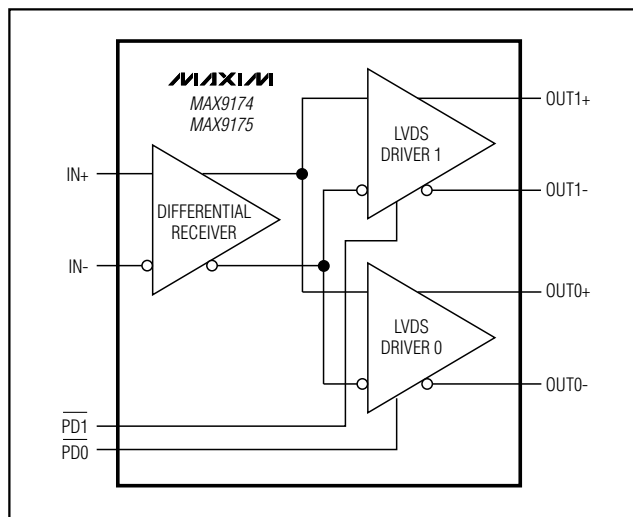 MAXIM
MAX9174
MAX9175
IN+
IN-
DIFFERENTIAL
RECEIVER
LVDS
DRIVER 1
OUT1+
OUT1-
LVDS
DRIVER 0
OUT0+
OUT0-
PD1
PD0